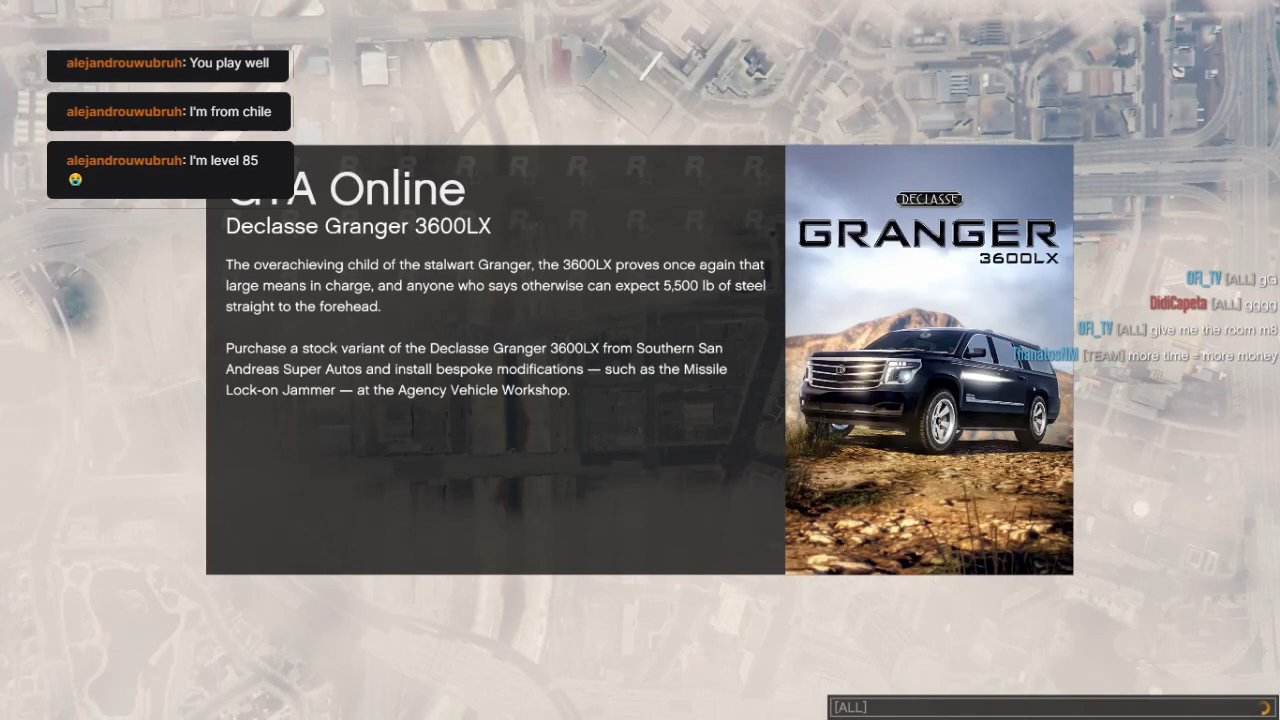 alejandrouwubruh: You play well
alejandrouwubruh: I'm from chile
alejandrouwubruh: I'm level 85
GTA Online
Declasse Granger 3600LX
The overachieving child of the stalwart Granger, the 3600LX proves once again that
large means in charge, and anyone who says otherwise can expect 5,500 lb of steel
straight to the forehead.
Purchase a stock variant of the Declasse Granger 3600LX from Southern San
Andreas Super Autos and install bespoke modifications — such as the Missile
Lock-on Jammer — at the Agency Vehicle Workshop.
DECLASSE
GRANGER
3600LX
OFI_TV [ALL] gG
DidiCapeta [ALL] gggg
OFI_TV [ALL] give me the room m8
ThanatosNM [TEAM] more time = more money
[ALL]